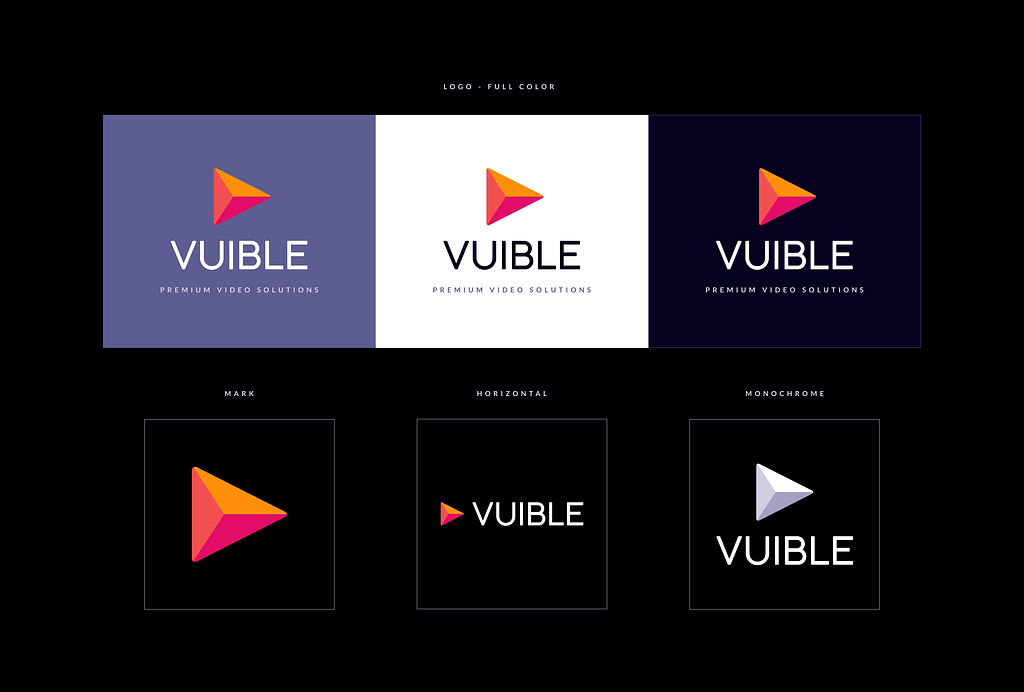 LOGO - FULL COLOR
VUIBLE
PREMIUM VIDEO SOLUTIONS
VUIBLE
PREMIUM VIDEO SOLUTIONS
VUIBLE
PREMIUM VIDEO SOLUTIONS
MARK
HORIZONTAL
VUIBLE
MONOCHROME
VUIBLE